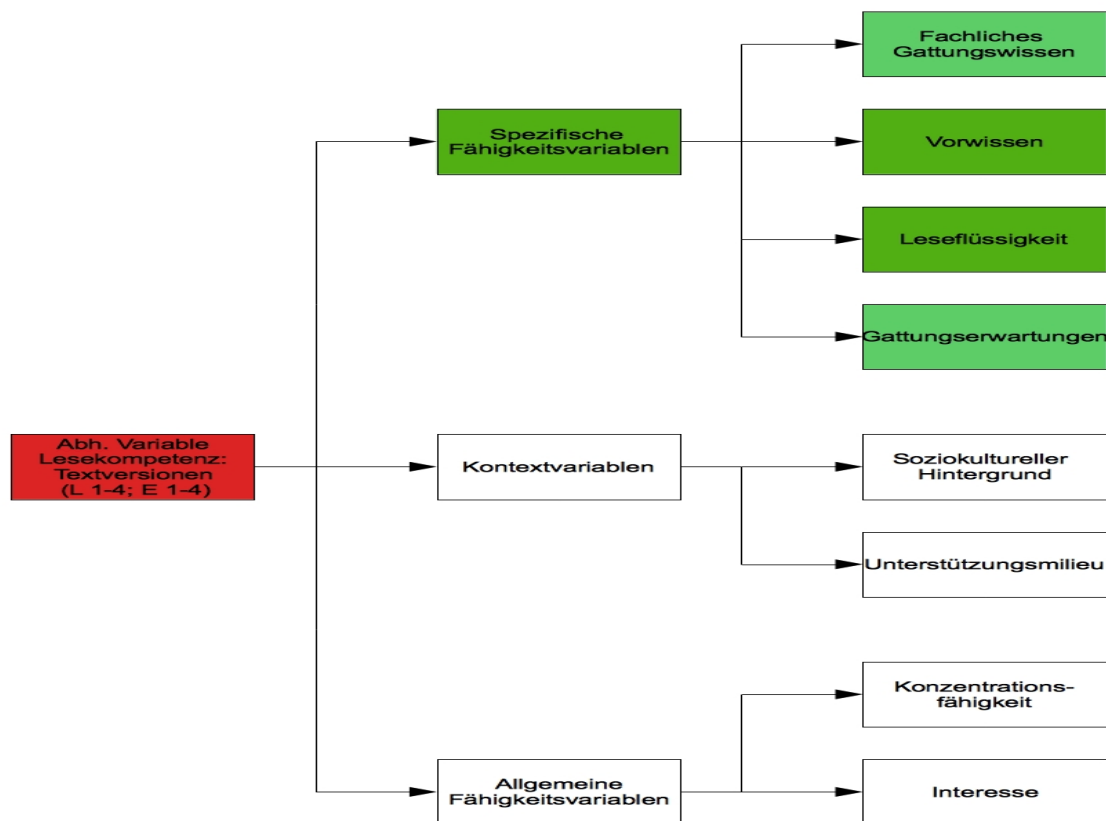 Fachliches
Gattungswissen
Spezifische
Fähigkeitsvariablen
Vorwissen
Leseflüssigkeit
Gattungserwartungen
Abh. Variable
Lesekompetenz:
Textversionen
(L 1-4; E 1-4)
Kontextvariablen
Soziokultureller
Hintergrund
Unterstützungsmilieu
Konzentrations-
fähigkeit
Allgemeine
Fähigkeitsvariablen
Interesse